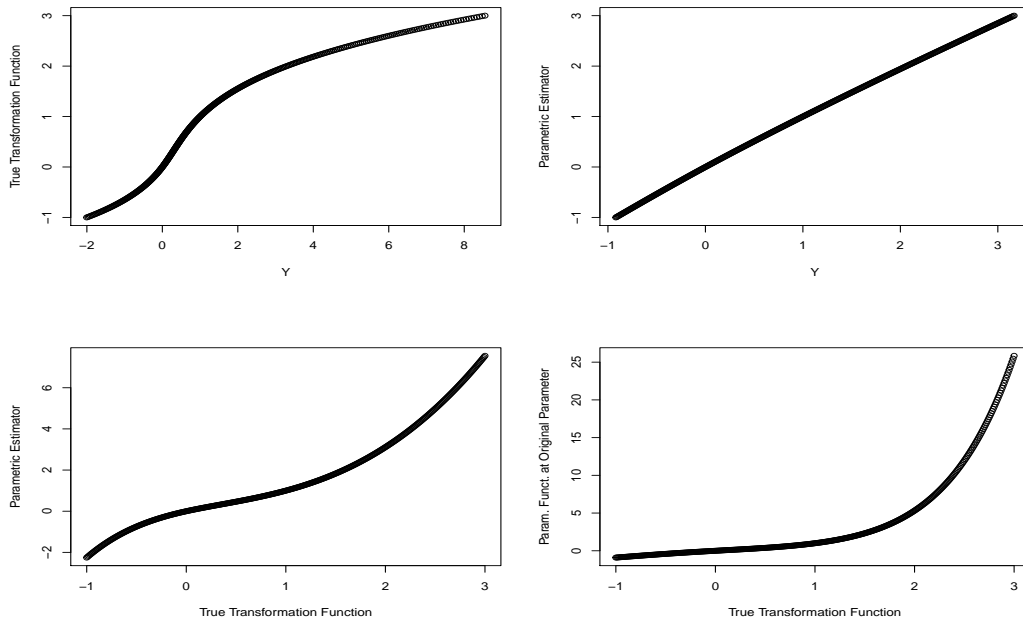 True Transformation Function
3
2
1
0
−1
−2 0 2 4 6 8
Y
Parametric Estimator
3
2
1
0
−1
−1 0 1 2 3
Y
Parametric Estimator
6
4
2
0
−2
−1 0 1 2 3
True Transformation Function
Param. Funct. at Original Parameter
25
20
15
10
5
0
−1 0 1 2 3
True Transformation Function